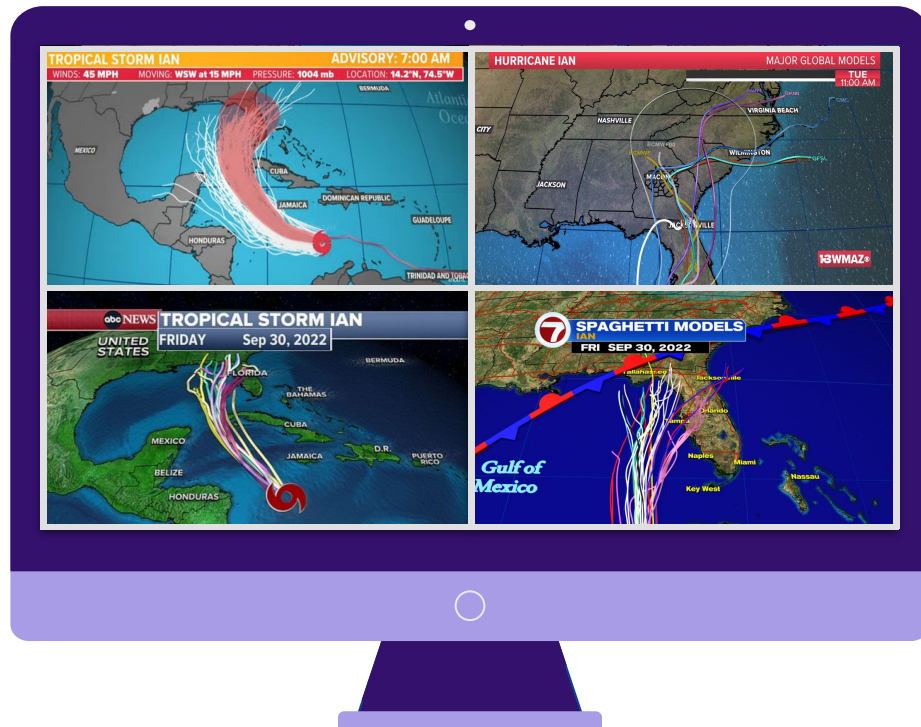 TROPICAL STORM IAN ADVISORY: 7:00 AM
WINDS: 45 MPH MOVING: WSW at 15 MPH PRESSURE: 1004 mb LOCATION: 14.2°N, 74.5°W
BERMUDA
Atlantic
Ocean
MEXICO
CUBA
DOMINICAN REPUBLIC
JAMAICA
GUADELOUPE
HONDURAS
TRINIDAD AND TOBAG
HURRICANE IAN MAJOR GLOBAL MODELS
TUE
11:00 AM
VIRGINIA BEACH
NASHVILLE
CITY
WILMINGTON
MACON
JACKSON
JACKSONVILLE
13WMAZ
abc NEWS TROPICAL STORM IAN
FRIDAY Sep 30, 2022
UNITED
STATES
BERMUDA
FLORIDA
THE
BAHAMAS
CUBA
MEXICO
JAMAICA
D.R.
PUERTO
RICO
BELIZE
HONDURAS
7 SPAGHETTI MODELS
IAN
FRI SEP 30, 2022
Tallahassee
Jacksonville
Orlando
Tampa
Naples
Miami
Gulf of
Mexico
Nassau
Key West